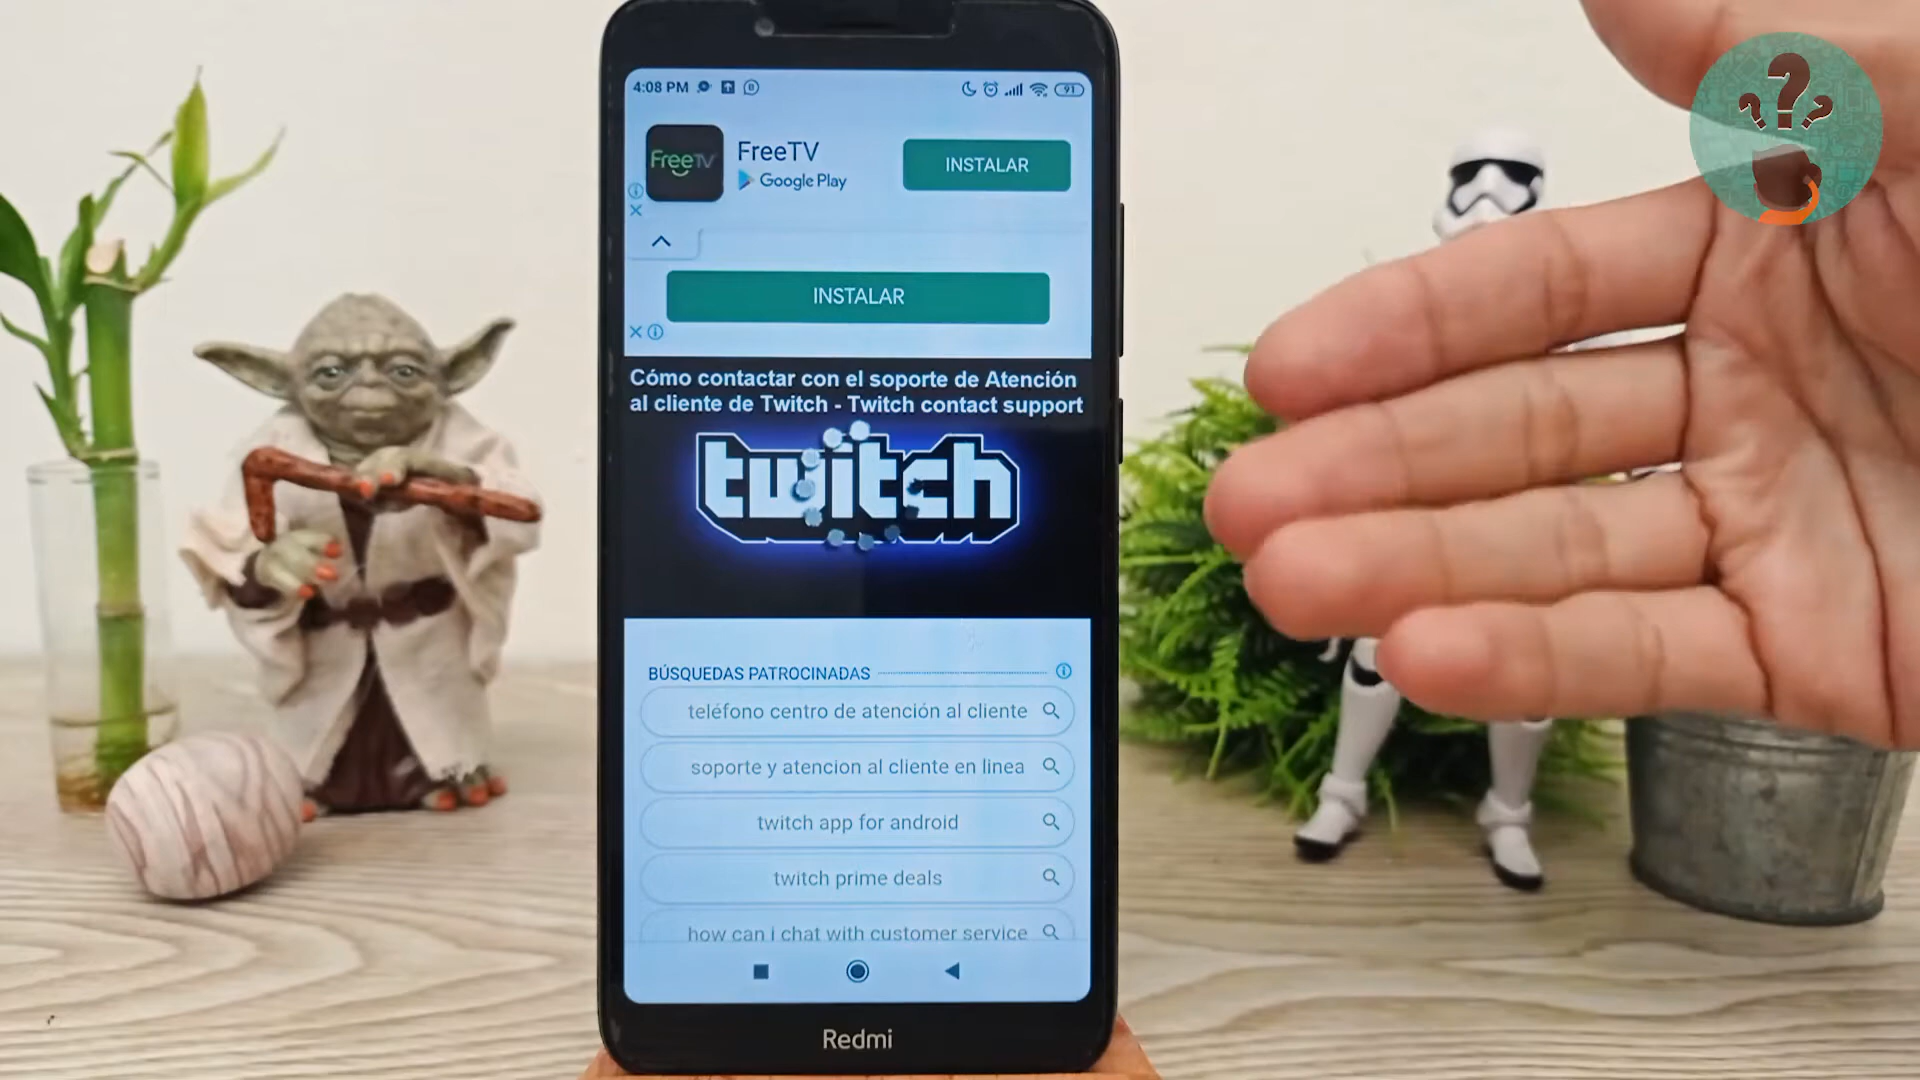 4:08 PM
91
FreeTV
FreeTV
Google Play
INSTALAR
INSTALAR
Cómo contactar con el soporte de Atención
al cliente de Twitch - Twitch contact support
twitch
BÚSQUEDAS PATROCINADAS
teléfono centro de atención al cliente
soporte y atencion al cliente en linea
twitch app for android
twitch prime deals
how can i chat with customer service
Redmi